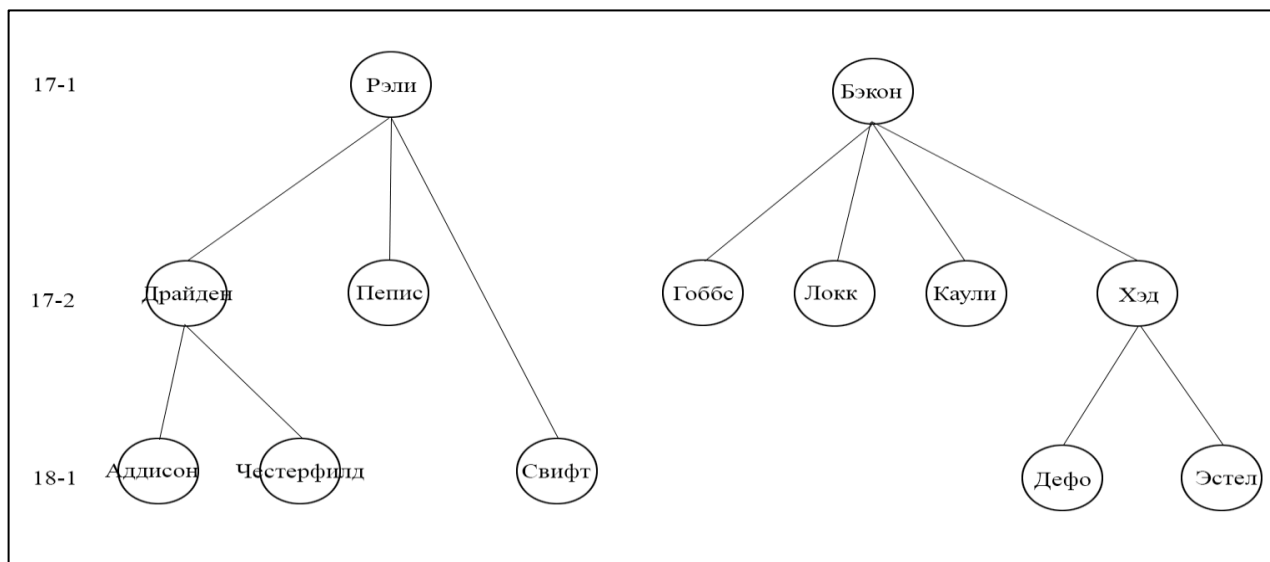 17-1 Рэли Бэкон
17-2 Драйден Пепис Гоббс Локк Каули Хэд
18-1 Аддисон Честерфилд Свифт Дефо Эстел